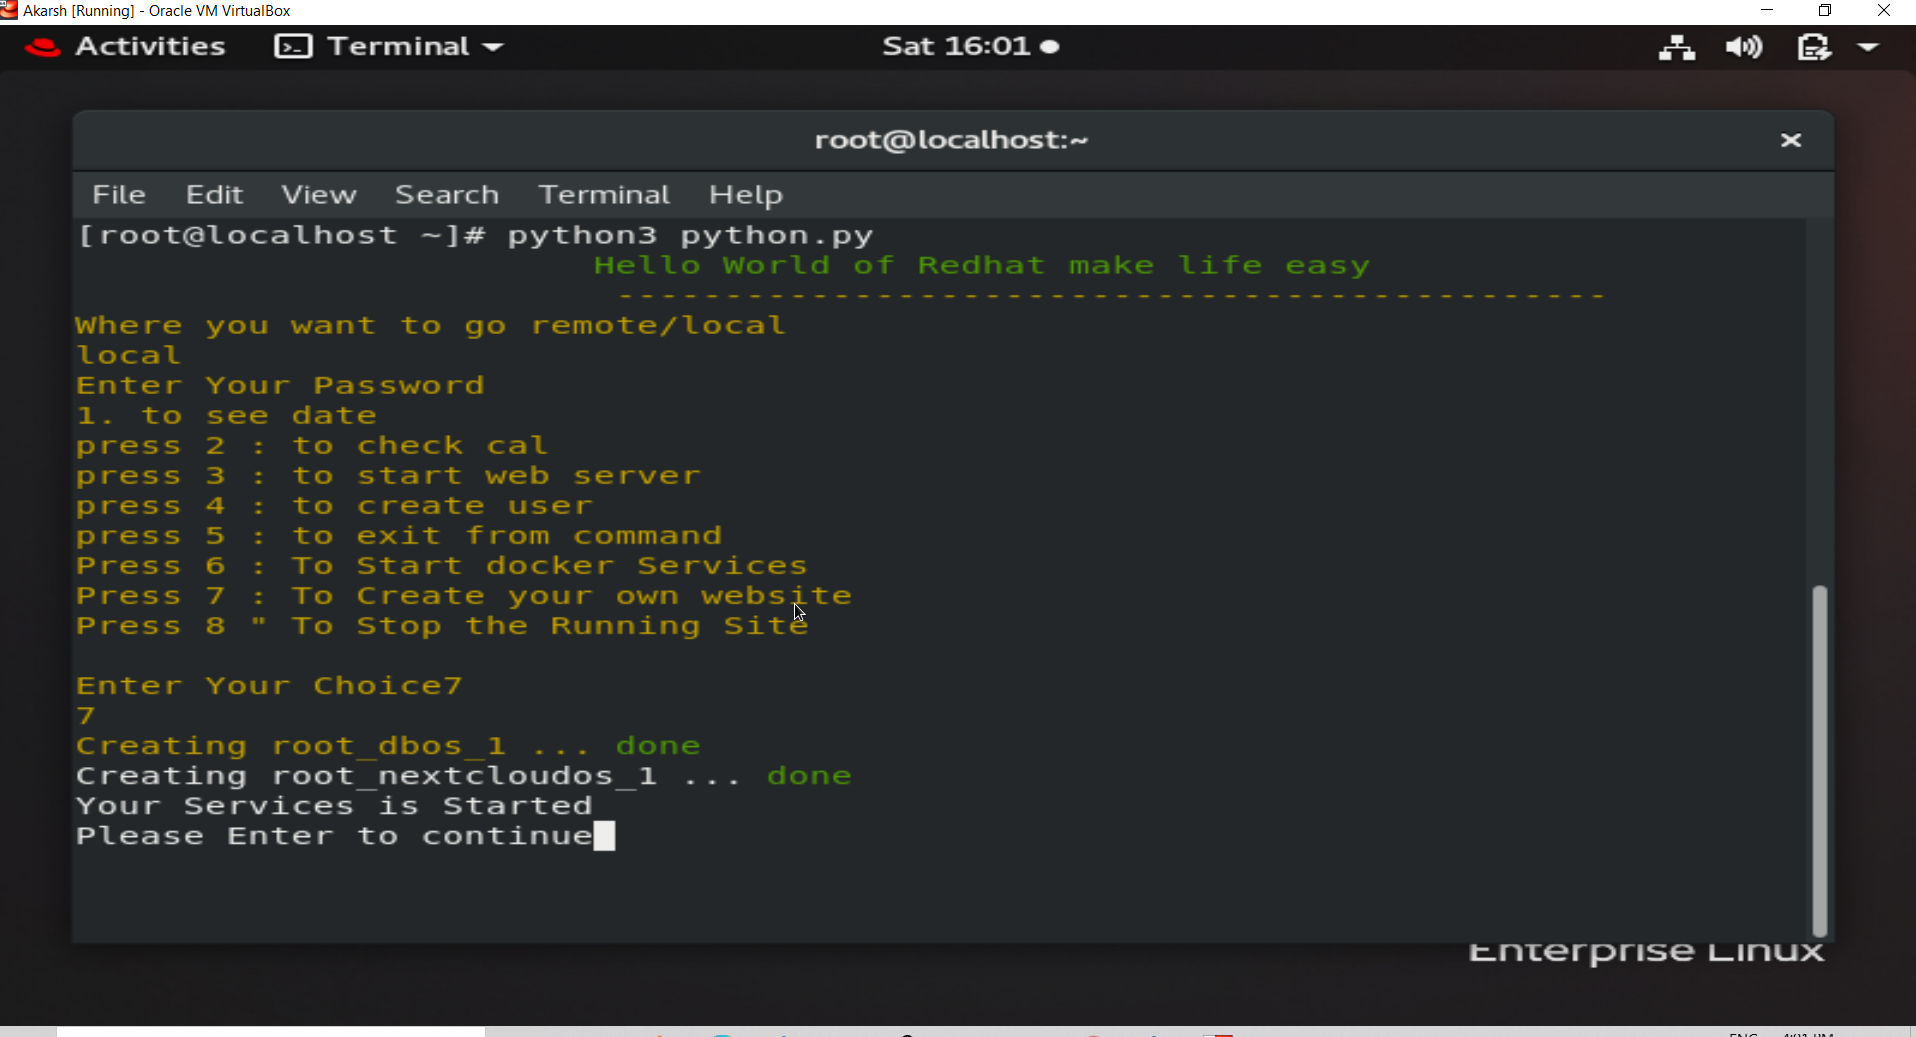 Akarsh [Running] - Oracle VM VirtualBox
Activities Terminal Sat 16:01
root@localhost:~
File Edit View Search Terminal Help
[root@localhost ~]# python3 python.py
Hello World of Redhat make life easy
----------------------------------------------
Where you want to go remote/local
local
Enter Your Password
1. to see date
press 2 : to check cal
press 3 : to start web server
press 4 : to create user
press 5 : to exit from command
Press 6 : To Start docker Services
Press 7 : To Create your own website
Press 8 " To Stop the Running Site
Enter Your Choice7
7
Creating root_dbos_1 ... done
Creating root_nextcloudos_1 ... done
Your Services is Started
Please Enter to continue
Enterprise Linux